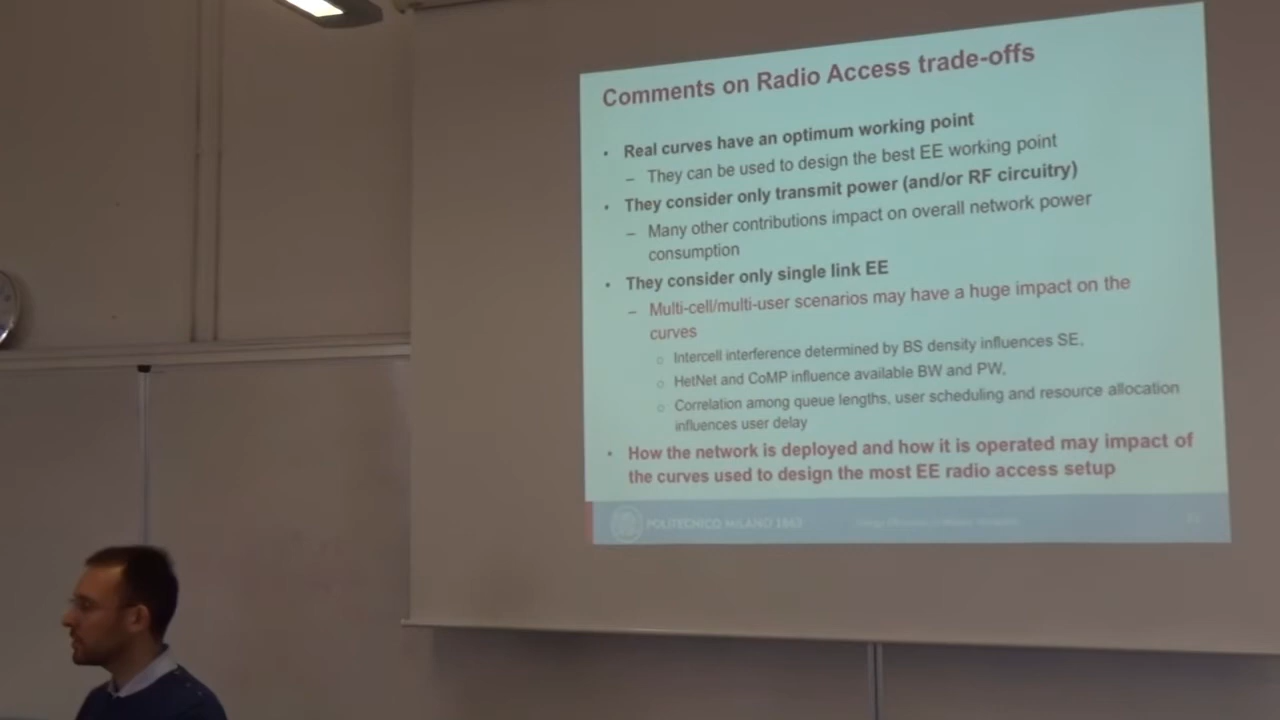 Comments on Radio Access trade-offs
• Real curves have an optimum working point
– They can be used to design the best EE working point
• They consider only transmit power (and/or RF circuitry)
– Many other contributions impact on overall network power
consumption
• They consider only single link EE
– Multi-cell/multi-user scenarios may have a huge impact on the
curves
○ Intercell interference determined by BS density influences SE,
○ HetNet and CoMP influence available BW and PW,
○ Correlation among queue lengths, user scheduling and resource allocation
influences user delay
• How the network is deployed and how it is operated may impact of
the curves used to design the most EE radio access setup
POLITECNICO MILANO 1863